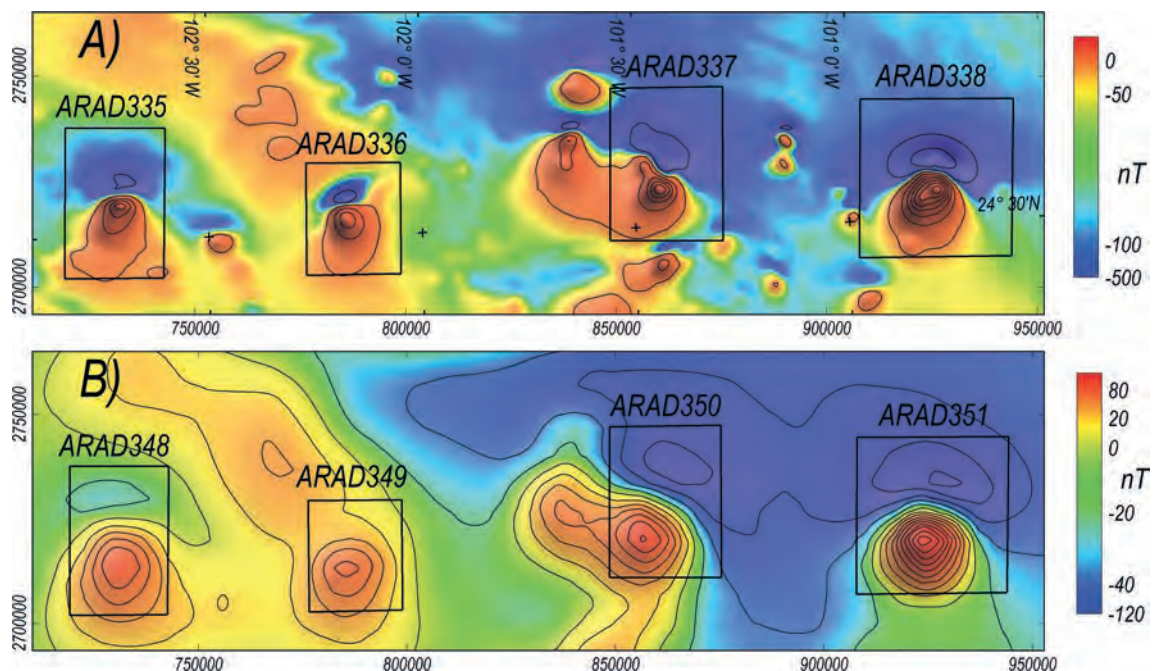 A)
102° 30' W
102° 0' W
101° 30' W
101° 0' W
ARAD335
ARAD336
ARAD337
ARAD338
24° 30'N
2750000
2700000
750000
800000
850000
900000
950000
0
-50
nT
-100
-500
B)
ARAD348
ARAD349
ARAD350
ARAD351
2750000
2700000
750000
800000
850000
900000
950000
80
20
0
nT
-20
-40
-120